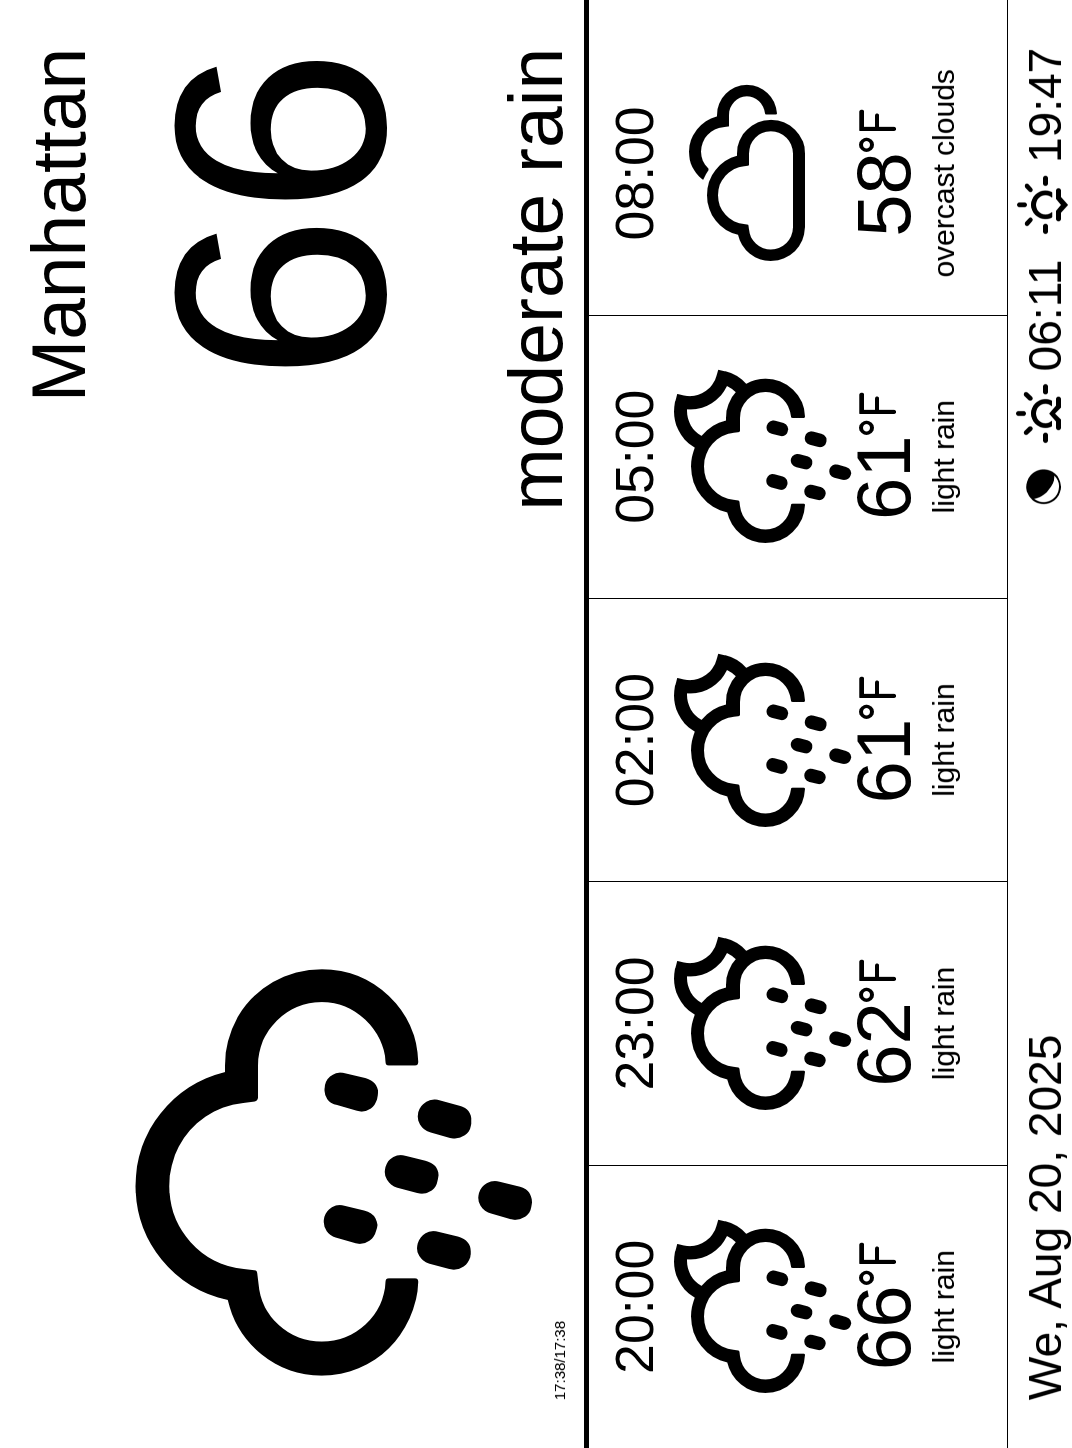 Manhattan
66
moderate rain
17:38/17:38
20:00 23:00 02:00 05:00 08:00
66°F 62°F 61°F 61°F 58°F
light rain light rain light rain light rain overcast clouds
We, Aug 20, 2025 06:11 19:47